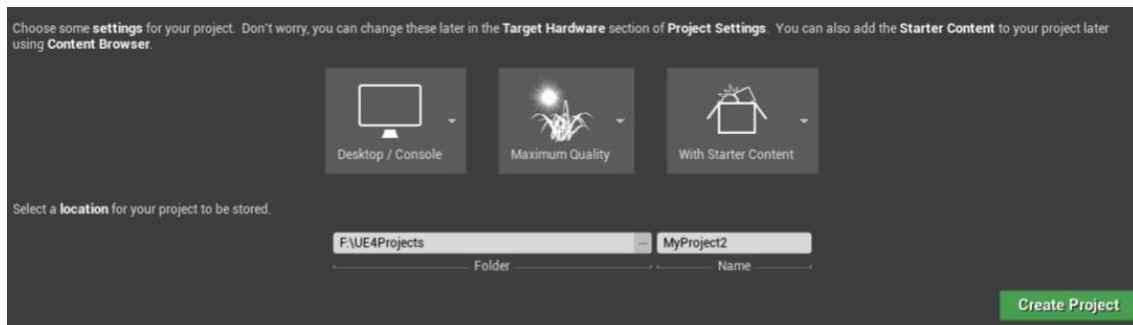 Choose some settings for your project. Don't worry, you can change these later in the Target Hardware section of Project Settings. You can also add the Starter Content to your project later
using Content Browser.
Desktop / Console
Maximum Quality
With Starter Content
Select a location for your project to be stored.
F:\UE4Projects
...
MyProject2
Folder
Name
Create Project